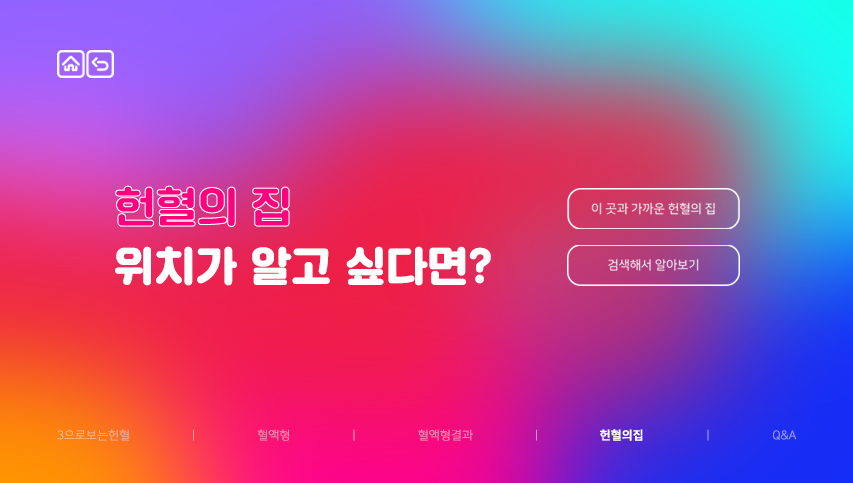 헌혈의 집
위치가 알고 싶다면?
이 곳과 가까운 헌혈의 집
검색해서 알아보기
3으로보는헌혈 | 혈액형 | 혈액형결과 | 헌혈의집 | Q&A